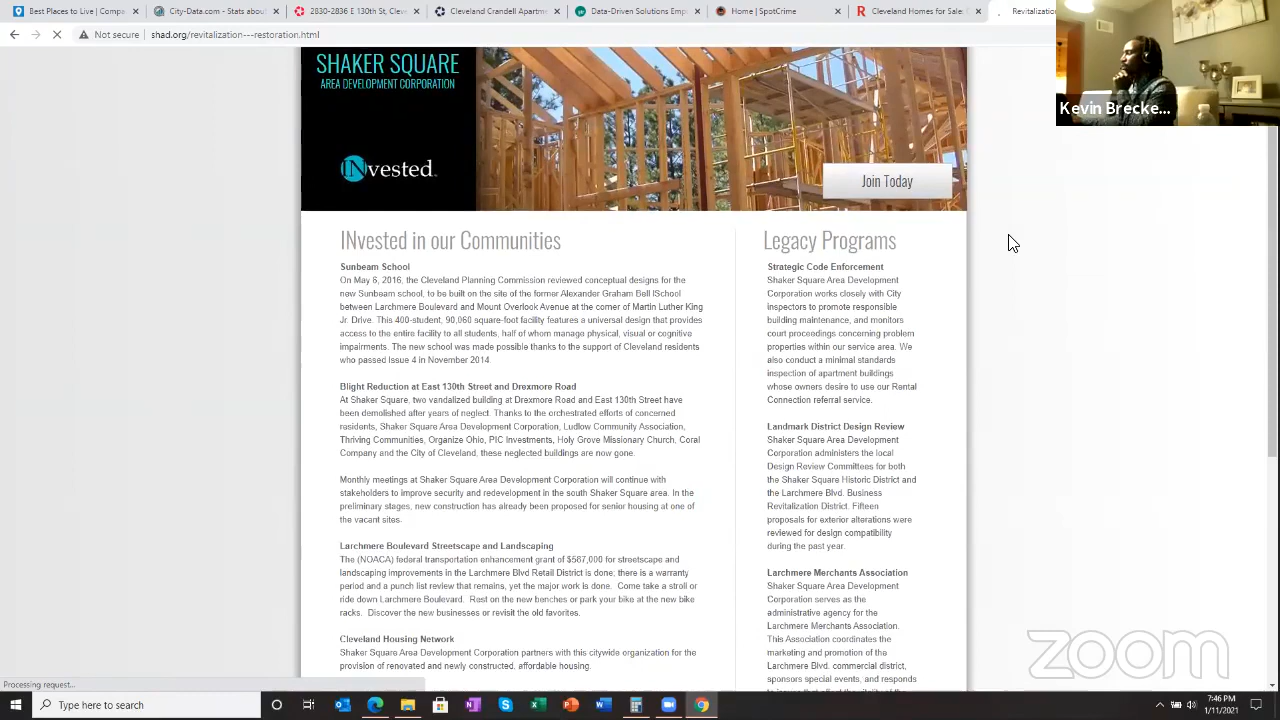 Best Places to Live | Compa
City-Data.com - Stats about
2830-2836 E 130th St, Clevel
Data-Driven Solutions Empo
Home | SpotCrime
Cleveland Homes for Sale:
Revitalization
Not secure
shad.org/revitalization---restoration.html
Kevin Brecke...
SHAKER SQUARE
AREA DEVELOPMENT CORPORATION
INvested
Join Today
INvested in our Communities
Sunbeam School
On May 6, 2016, the Cleveland Planning Commission reviewed conceptual designs for the
new Sunbeam school, to be built on the site of the former Alexander Graham Bell lSchool
between Larchmere Boulevard and Mount Overlook Avenue at the corner of Martin Luther King
Jr. Drive. This 400-student, 90,060 square-foot facility features a universal design that provides
access to the entire facility to all students, half of whom manage physical, visual or cognitive
impairments. The new school was made possible thanks to the support of Cleveland residents
who passed Issue 4 in November 2014.
Blight Reduction at East 130th Street and Drexmore Road
At Shaker Square, two vandalized building at Drexmore Road and East 130th Street have
been demolished after years of neglect. Thanks to the orchestrated efforts of concerned
residents, Shaker Square Area Development Corporation, Ludlow Community Association,
Thriving Communities, Organize Ohio, PIC Investments, Holy Grove Missionary Church, Coral
Company and the City of Cleveland, these neglected buildings are now gone.
Monthly meetings at Shaker Square Area Development Corporation will continue with
stakeholders to improve security and redevelopment in the south Shaker Square area. In the
preliminary stages, new construction has already been proposed for senior housing at one of
the vacant sites.
Larchmere Boulevard Streetscape and Landscaping
The (NOACA) federal transportation enhancement grant of $587,000 for streetscape and
landscaping improvements in the Larchmere Blvd Retail District is done; there is a warranty
period and a punch list review that remains, yet the major work is done. Come take a stroll or
ride down Larchmere Boulevard. Rest on the new benches or park your bike at the new bike
racks. Discover the new businesses or revisit the old favorites.
Cleveland Housing Network
Shaker Square Area Development Corporation partners with this citywide organization for the
provision of renovated and newly constructed, affordable housing.
Legacy Programs
Strategic Code Enforcement
Shaker Square Area Development
Corporation works closely with City
inspectors to promote responsible
building maintenance, and monitors
court proceedings concerning problem
properties within our service area. We
also conduct a minimal standards
inspection of apartment buildings
whose owners desire to use our Rental
Connection referral service.
Landmark District Design Review
Shaker Square Area Development
Corporation administers the local
Design Review Committees for both
the Shaker Square Historic District and
the Larchmere Blvd. Business
Revitalization District. Fifteen
proposals for exterior alterations were
reviewed for design compatibility
during the past year.
Larchmere Merchants Association
Shaker Square Area Development
Corporation serves as the
administrative agency for the
Larchmere Merchants Association.
This Association coordinates the
marketing and promotion of the
Larchmere Blvd. commercial district,
sponsors special events, and responds
zoom
Processing request...
Type here to search
7:46 PM
1/11/2021